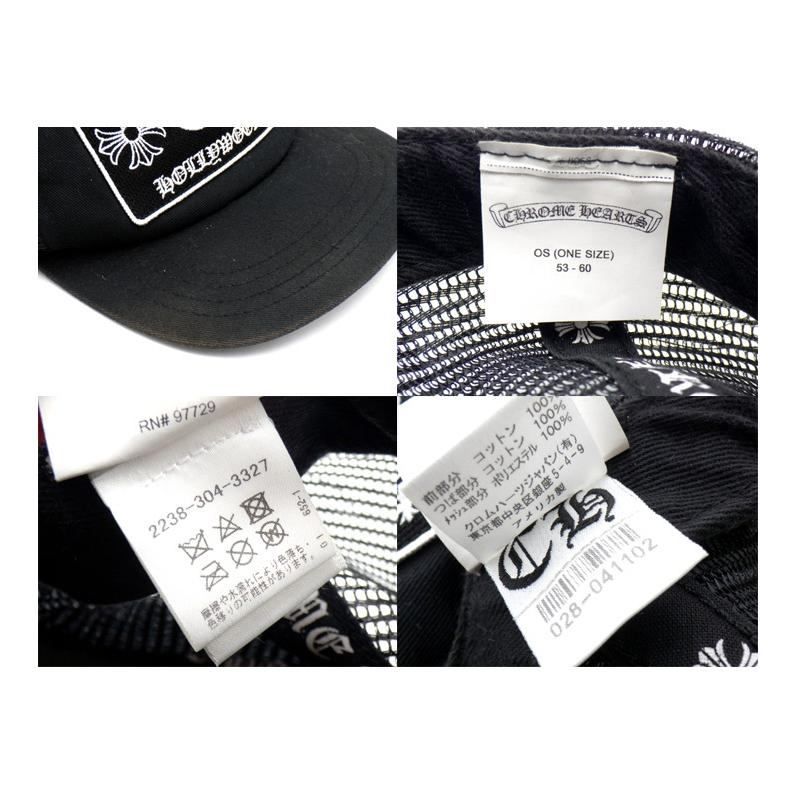 HOLLYWOOD
CHROME HEARTS
OS (ONE SIZE)
53 - 60
RN# 97729
2238-304-3327
652-1
10
摩擦や水濡れにより色落ち・
色移りの可能性があります。
前部分 コットン 100%
つば部分 コットン 100%
メッシュ部分 ポリエステル 100%
クロムハーツジャパン(有)
東京都中央区銀座5-4-9
アメリカ製
CH
028-041102